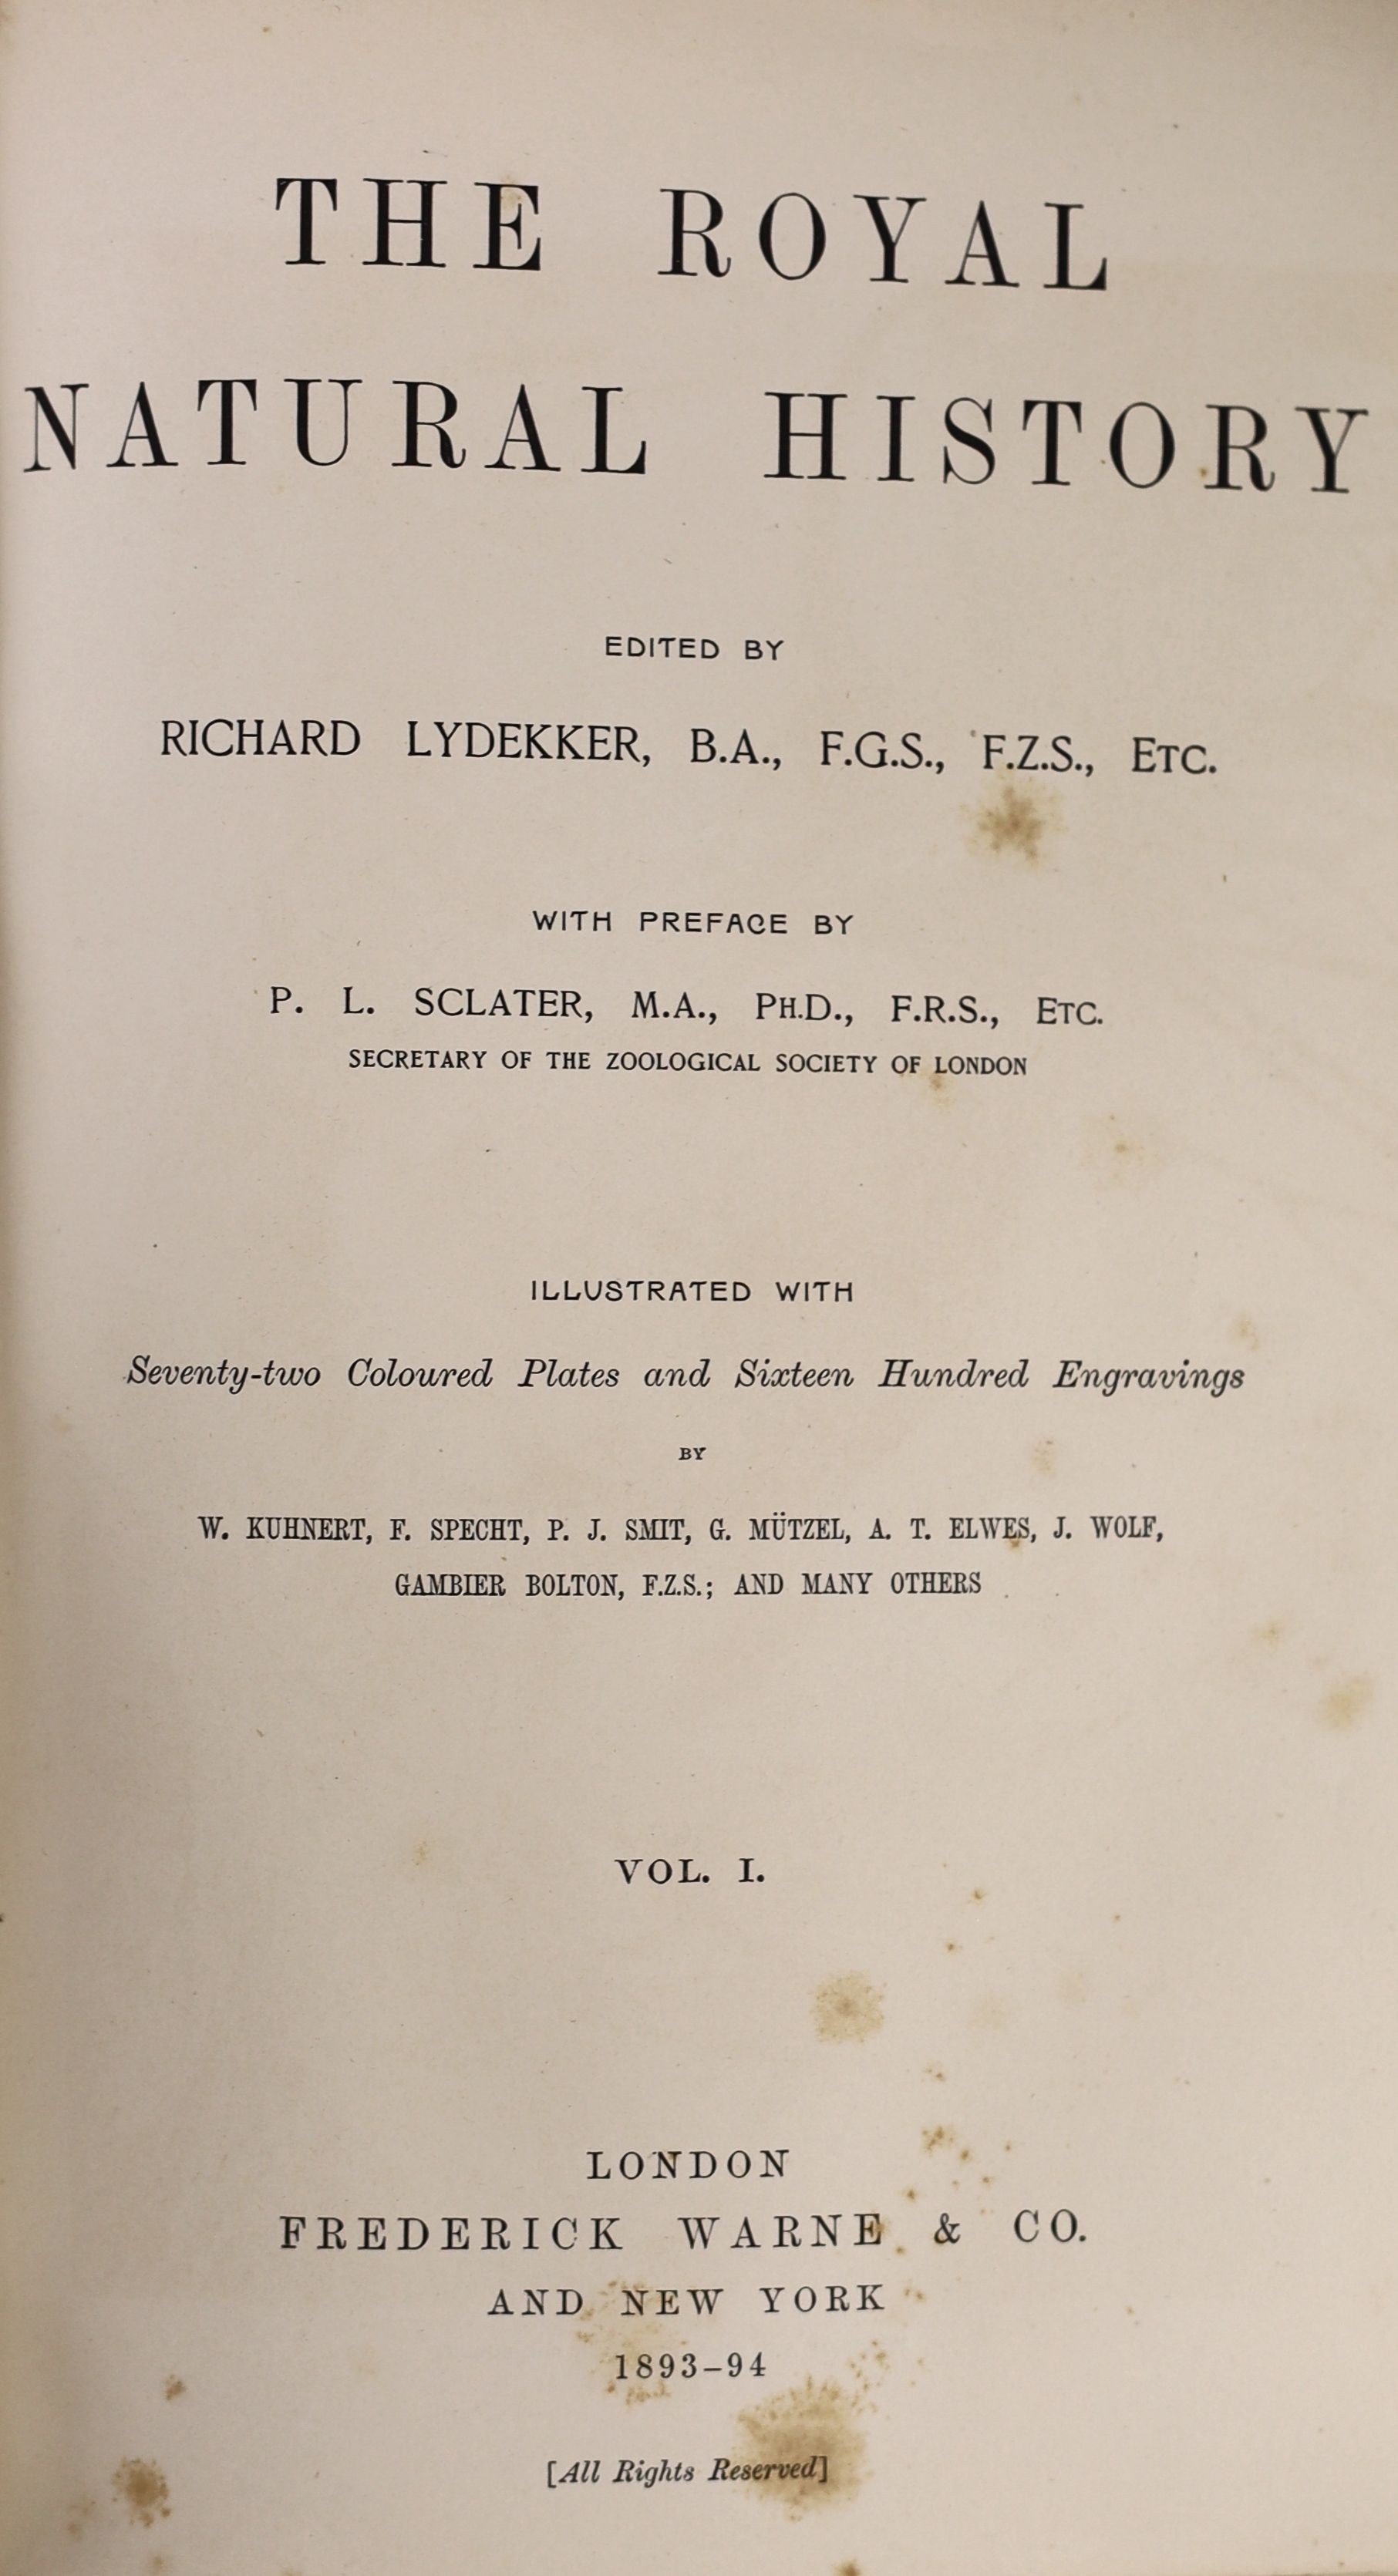 THE ROYAL
NATURAL HISTORY
EDITED BY
RICHARD LYDEKKER, B.A., F.G.S., F.Z.S., ETC.
WITH PREFACE BY
P. L. SCLATER, M.A., PH.D., F.R.S., ETC.
SECRETARY OF THE ZOOLOGICAL SOCIETY OF LONDON
ILLUSTRATED WITH
Seventy-two Coloured Plates and Sixteen Hundred Engravings
BY
W. KUHNERT, F. SPECHT, P. J. SMIT, G. MÜTZEL, A. T. ELWES, J. WOLF,
GAMBIER BOLTON, F.Z.S.; AND MANY OTHERS
VOL. I.
LONDON
FREDERICK WARNE & CO.
AND NEW YORK
1893–94
[All Rights Reserved]